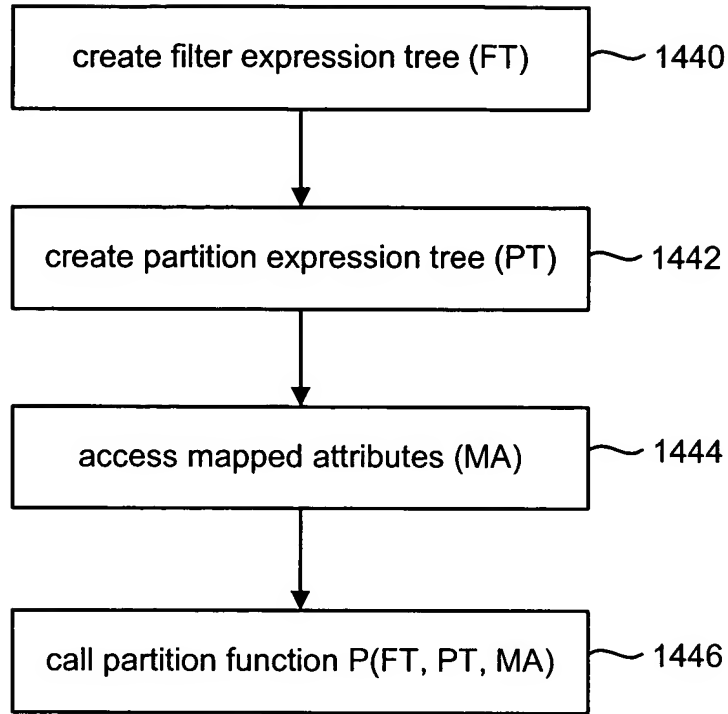 create filter expression tree (FT) 1440
create partition expression tree (PT) 1442
access mapped attributes (MA) 1444
call partition function P(FT, PT, MA) 1446